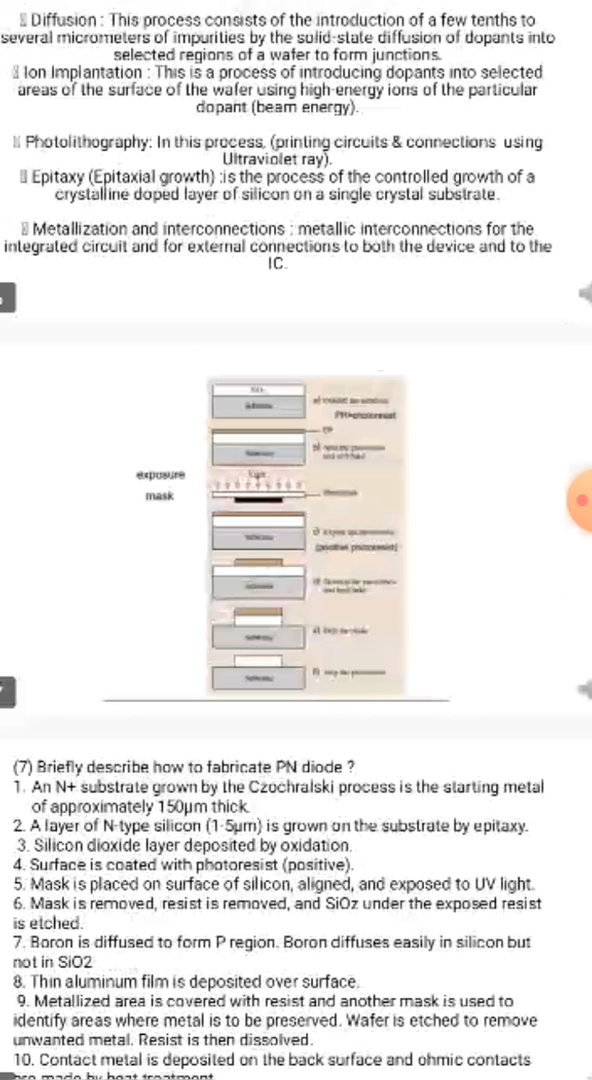 Diffusion : This process consists of the introduction of a few tenths to
several micrometers of impurities by the solid-state diffusion of dopants into
selected regions of a wafer to form junctions.
Ion Implantation : This is a process of introducing dopants into selected
areas of the surface of the wafer using high-energy ions of the particular
dopant (beam energy).
Photolithography: In this process, (printing circuits & connections using
Ultraviolet ray).
Epitaxy (Epitaxial growth) :is the process of the controlled growth of a
crystalline doped layer of silicon on a single crystal substrate.
Metallization and interconnections : metallic interconnections for the
integrated circuit and for external connections to both the device and to the
IC.
PH=photoresist
exposure
Light
mask
(positive photoresist)
(7) Briefly describe how to fabricate PN diode ?
1. An N+ substrate grown by the Czochralski process is the starting metal
of approximately 150µm thick.
2. A layer of N-type silicon (1-5µm) is grown on the substrate by epitaxy.
3. Silicon dioxide layer deposited by oxidation.
4. Surface is coated with photoresist (positive).
5. Mask is placed on surface of silicon, aligned, and exposed to UV light.
6. Mask is removed, resist is removed, and SiOz under the exposed resist
is etched.
7. Boron is diffused to form P region. Boron diffuses easily in silicon but
not in SiO2
8. Thin aluminum film is deposited over surface.
9. Metallized area is covered with resist and another mask is used to
identify areas where metal is to be preserved. Wafer is etched to remove
unwanted metal. Resist is then dissolved.
10. Contact metal is deposited on the back surface and ohmic contacts
are made by heat treatment